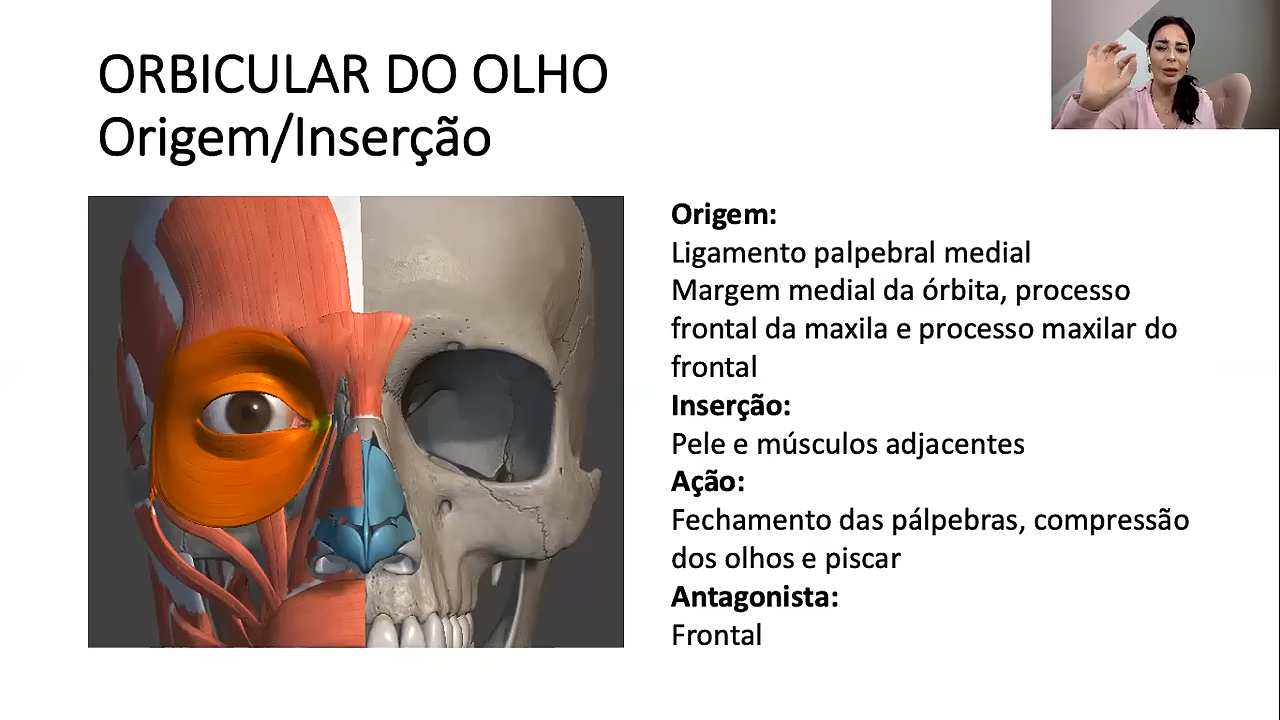 ORBICULAR DO OLHO
Origem/Inserção
Origem:
Ligamento palpebral medial
Margem medial da órbita, processo
frontal da maxila e processo maxilar do
frontal
Inserção:
Pele e músculos adjacentes
Ação:
Fechamento das pálpebras, compressão
dos olhos e piscar
Antagonista:
Frontal